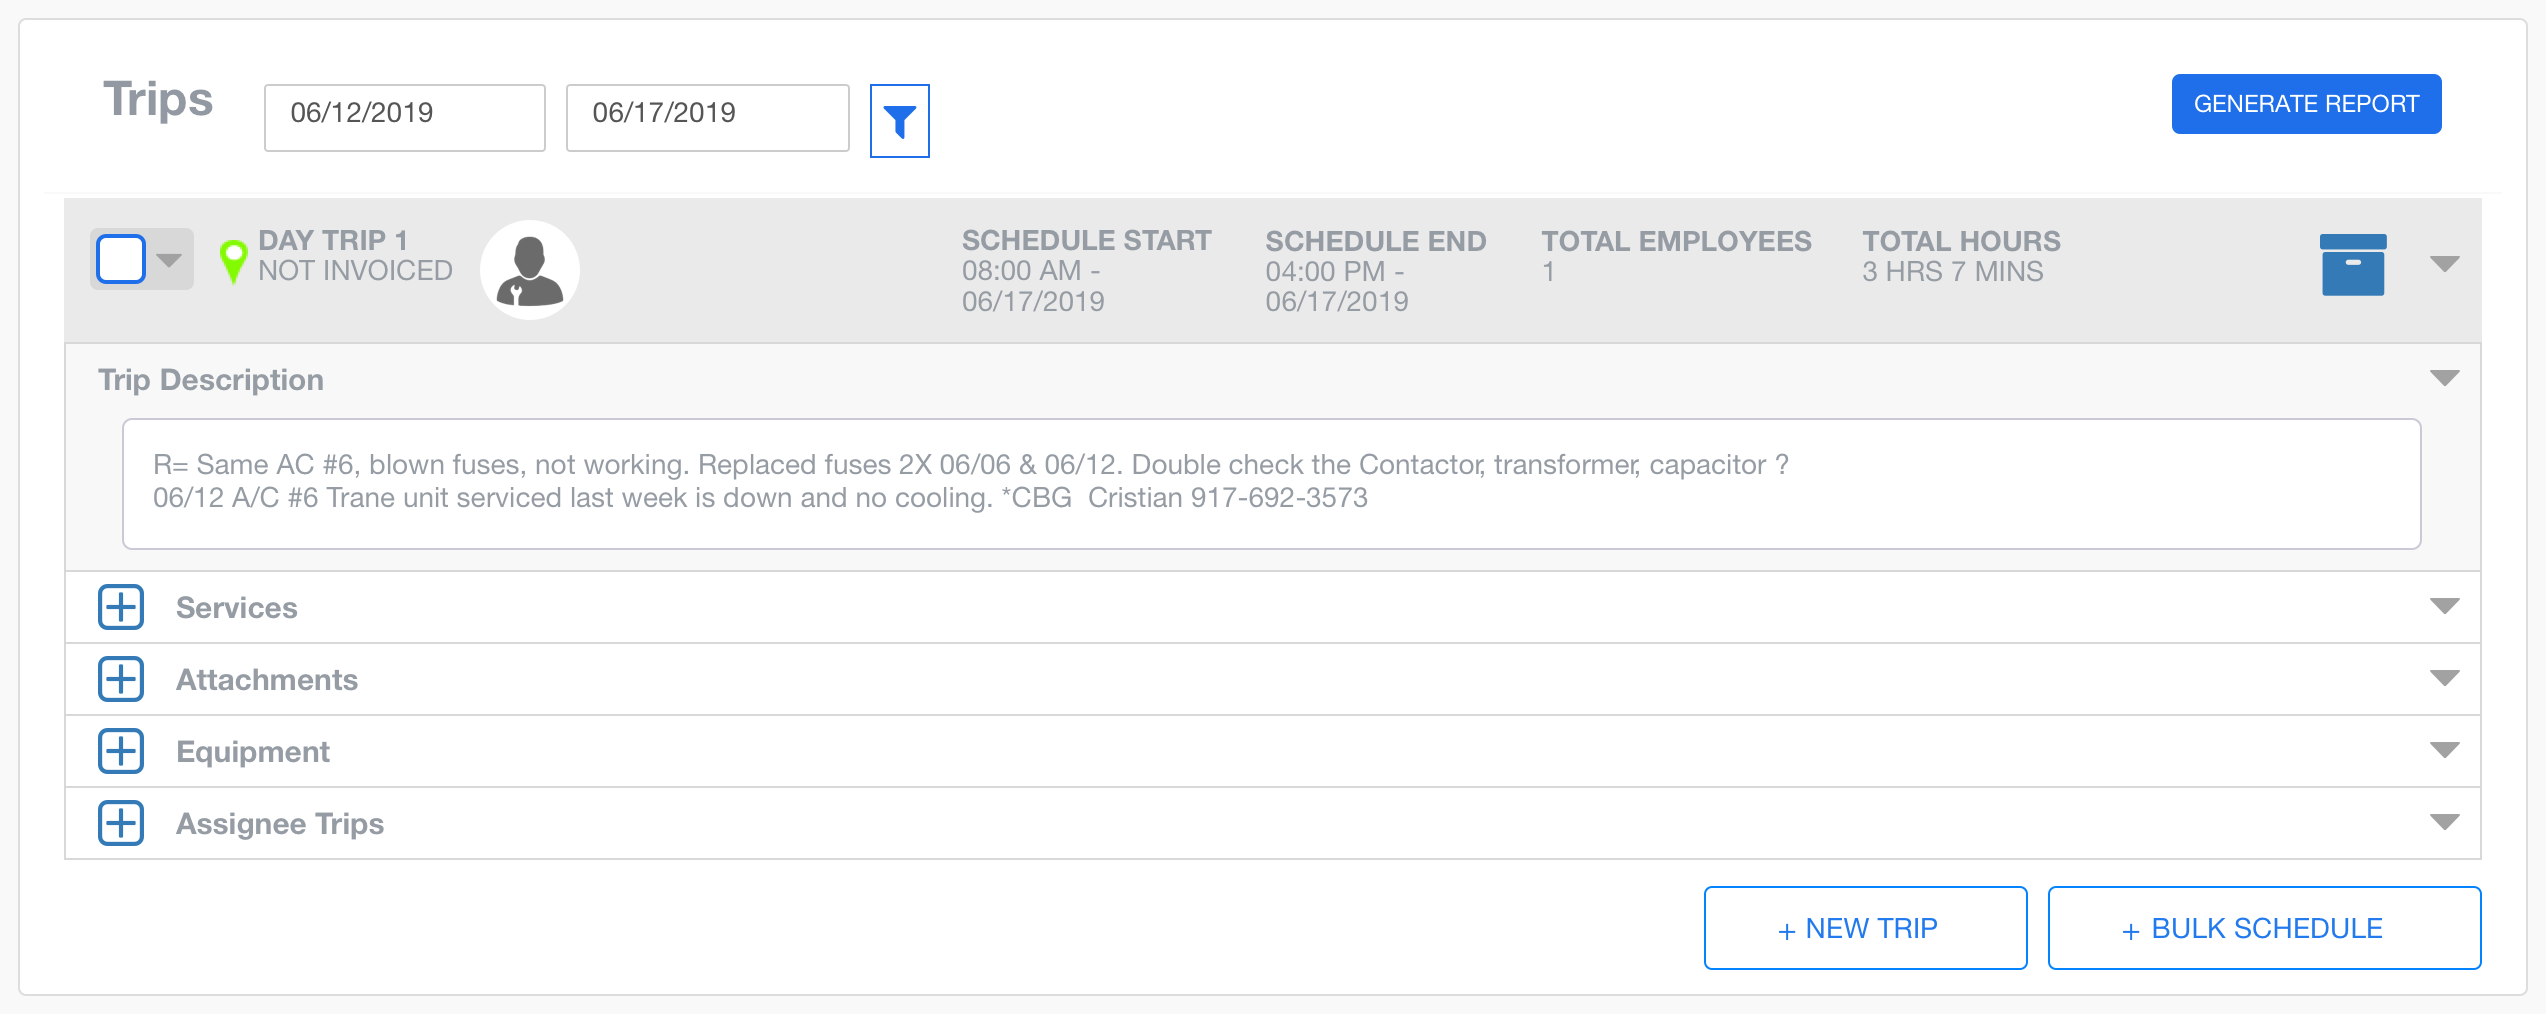 Trips
06/12/2019
06/17/2019
GENERATE REPORT
DAY TRIP 1
NOT INVOICED
SCHEDULE START
08:00 AM -
06/17/2019
SCHEDULE END
04:00 PM -
06/17/2019
TOTAL EMPLOYEES
1
TOTAL HOURS
3 HRS 7 MINS
Trip Description
R= Same AC #6, blown fuses, not working. Replaced fuses 2X 06/06 & 06/12. Double check the Contactor, transformer, capacitor ?
06/12 A/C #6 Trane unit serviced last week is down and no cooling. *CBG  Cristian 917-692-3573
Services
Attachments
Equipment
Assignee Trips
+ NEW TRIP
+ BULK SCHEDULE